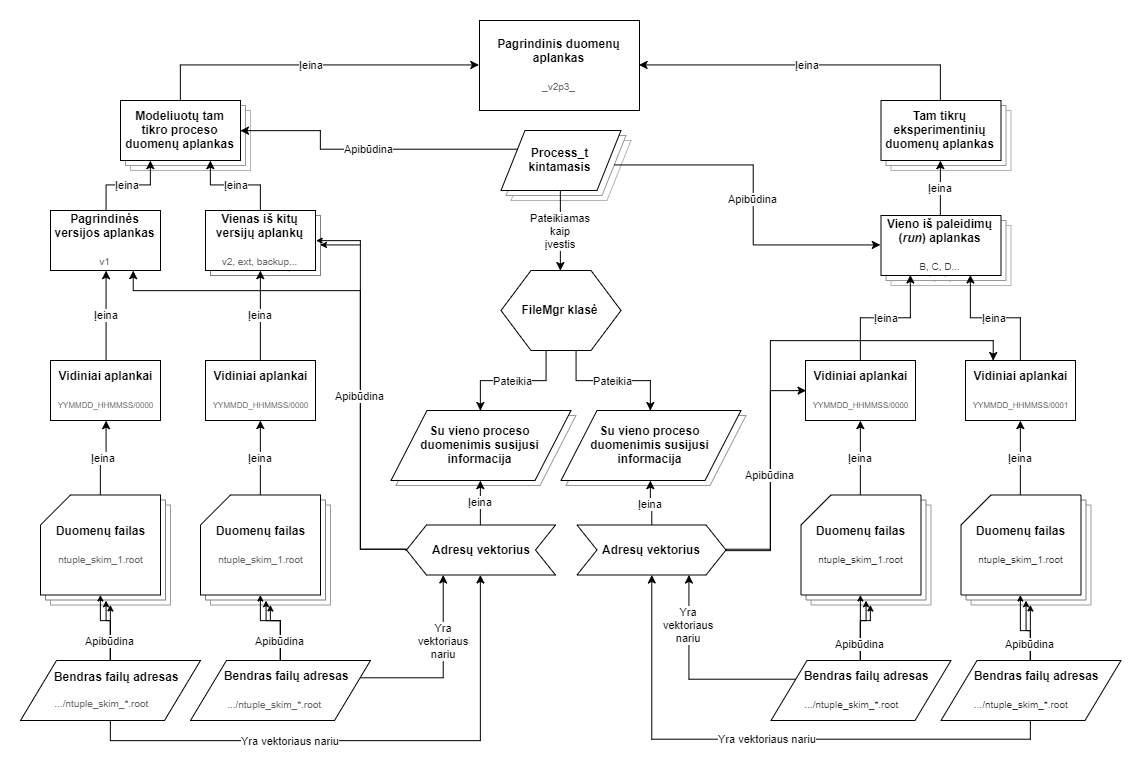 Pagrindinis duomenų
aplankas
_v2p3_
Įeina
Įeina
Modeliuotų tam
tikro proceso
duomenų aplankas
Tam tikrų
eksperimentinių
duomenų aplankas
Process_t
kintamasis
Apibūdina
Apibūdina
Įeina
Įeina
Įeina
Pagrindinės
versijos aplankas
v1
Vienas iš kitų
versijų aplankų
v2, ext, backup...
Pateikiamas
kaip
įvestis
Vieno iš paleidimų
(run) aplankas
B, C, D...
FileMgr klasė
Įeina
Įeina
Įeina
Įeina
Vidiniai aplankai
YYMMDD_HHMMSS/0000
Vidiniai aplankai
YYMMDD_HHMMSS/0000
Apibūdina
Pateikia
Pateikia
Vidiniai aplankai
YYMMDD_HHMMSS/0000
Vidiniai aplankai
YYMMDD_HHMMSS/0001
Su vieno proceso
duomenimis susijusi
informacija
Su vieno proceso
duomenimis susijusi
informacija
Įeina
Įeina
Įeina
Įeina
Apibūdina
Įeina
Įeina
Duomenų failas
ntuple_skim_1.root
Duomenų failas
ntuple_skim_1.root
Adresų vektorius
Adresų vektorius
Duomenų failas
ntuple_skim_1.root
Duomenų failas
ntuple_skim_1.root
Apibūdina
Apibūdina
Yra
vektoriaus
nariu
Yra
vektoriaus
nariu
Apibūdina
Apibūdina
Bendras failų adresas
.../ntuple_skim_*.root
Bendras failų adresas
.../ntuple_skim_*.root
Bendras failų adresas
.../ntuple_skim_*.root
Bendras failų adresas
.../ntuple_skim_*.root
Yra vektoriaus nariu
Yra vektoriaus nariu